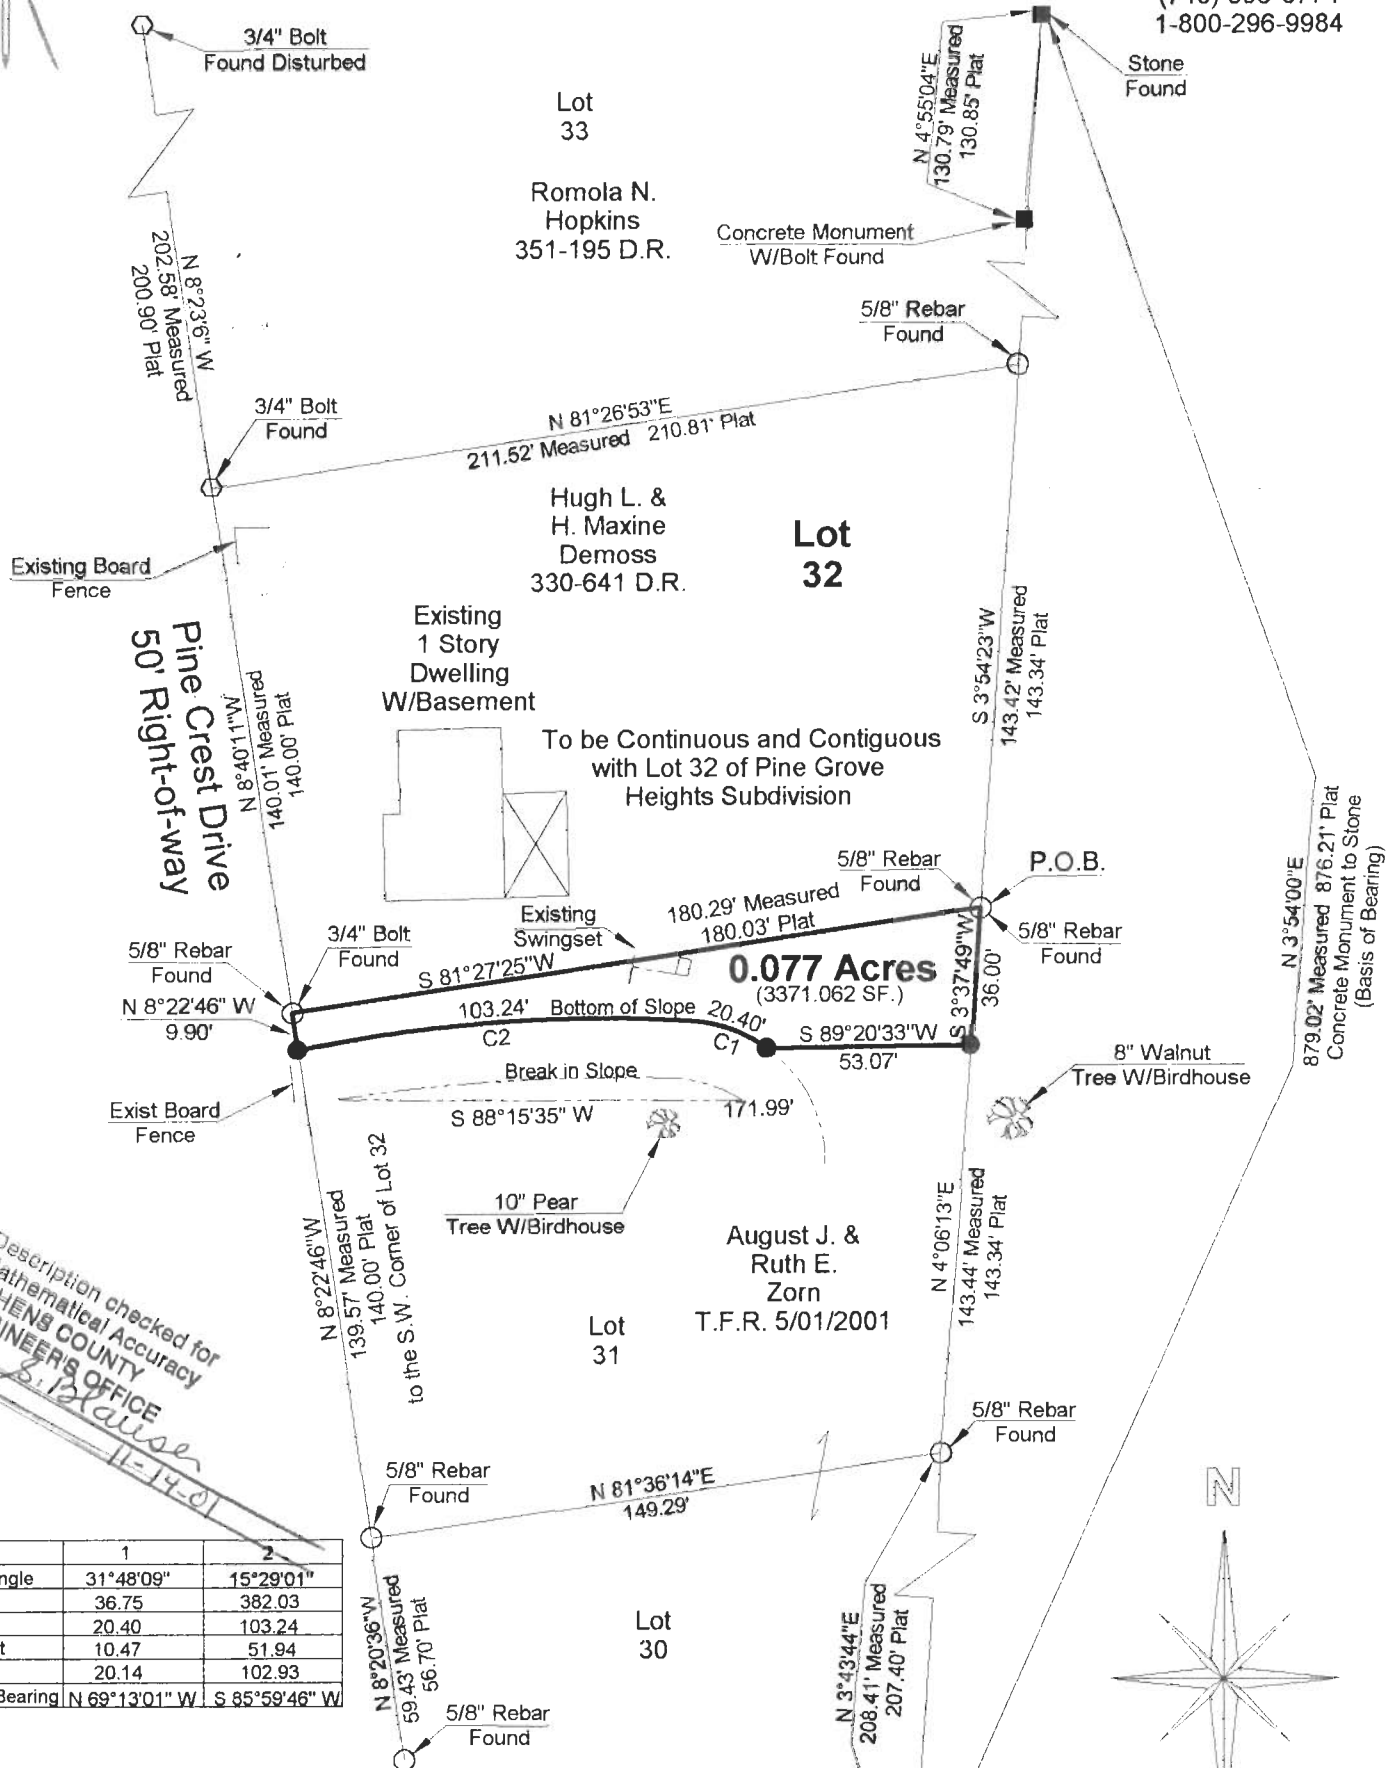 1-800-296-9984
3/4" Bolt
Found Disturbed
Stone
Found
N 4°55'04"E
130.79' Measured
130.85' Plat
Lot
33
Romola N.
Hopkins
351-195 D.R.
Concrete Monument
W/Bolt Found
N 8°23'6" W
202.58' Measured
200.90' Plat
5/8" Rebar
Found
3/4" Bolt
Found
N 81°26'53"E
211.52' Measured 210.81' Plat
Hugh L. &
H. Maxine
Demoss
330-641 D.R.
Lot
32
Existing Board
Fence
Existing
1 Story
Dwelling
W/Basement
S 3°54'23"W
143.42' Measured
143.34' Plat
Pine Crest Drive
50' Right-of-way
N 8°40'11"W
140.01' Measured
140.00' Plat
To be Continuous and Contiguous
with Lot 32 of Pine Grove
Heights Subdivision
N 3°54'00"E
879.02' Measured 876.21' Plat
Concrete Monument to Stone
(Basis of Bearing)
5/8" Rebar
Found
P.O.B.
5/8" Rebar
Found
180.29' Measured
180.03' Plat
Existing
Swingset
3/4" Bolt
Found
5/8" Rebar
Found
S 81°27'25"W
0.077 Acres
(3371.062 SF.)
S 3°37'49"W
36.00'
N 8°22'46" W
9.90'
103.24' Bottom of Slope 20.40'
C2
C1
S 89°20'33"W
53.07'
8" Walnut
Tree W/Birdhouse
Break in Slope
S 88°15'35" W
171.99'
Exist Board
Fence
10" Pear
Tree W/Birdhouse
N 8°22'46"W
139.57' Measured
140.00' Plat
to the S.W. Corner of Lot 32
August J. &
Ruth E.
Zorn
T.F.R. 5/01/2001
N 4°06'13"E
143.44' Measured
143.34' Plat
Lot
31
Description checked for
Mathematical Accuracy
COUNTY
OFFICE
11-14-01
5/8" Rebar
Found
5/8" Rebar
Found
N 81°36'14"E
149.29'
N
1 2
31°48'09" 15°29'01"
36.75 382.03
20.40 103.24
10.47 51.94
20.14 102.93
Bearing N 69°13'01" W S 85°59'46" W
N 8°20'36"W
59.43' Measured
56.70' Plat
Lot
30
N 3°43'44"E
208.41' Measured
207.40' Plat
5/8" Rebar
Found